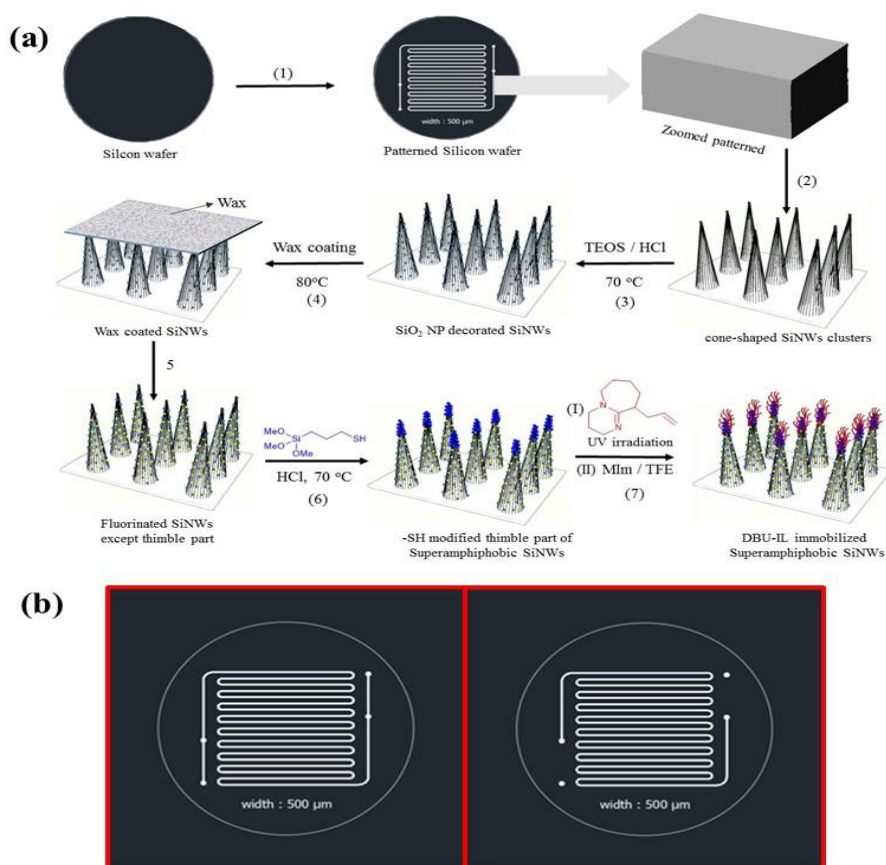 (a)
(1)
width : 500 μm
Silcon wafer
Patterned Silicon wafer
Zoomed patterned
(2)
Wax
Wax coating
80°C
(4)
TEOS / HCl
70 °C
(3)
Wax coated SiNWs
SiO₂ NP decorated SiNWs
cone-shaped SiNWs clusters
5
MeO
Si
SH
MeO
OMe
HCl, 70 °C
(6)
(I)
N
N
UV irradiation
(II) MIm / TFE
(7)
Fluorinated SiNWs
except thimble part
-SH modified thimble part of
Superamphiphobic SiNWs
DBU-IL immobilized
Superamphiphobic SiNWs
(b)
width : 500 μm
width : 500 μm